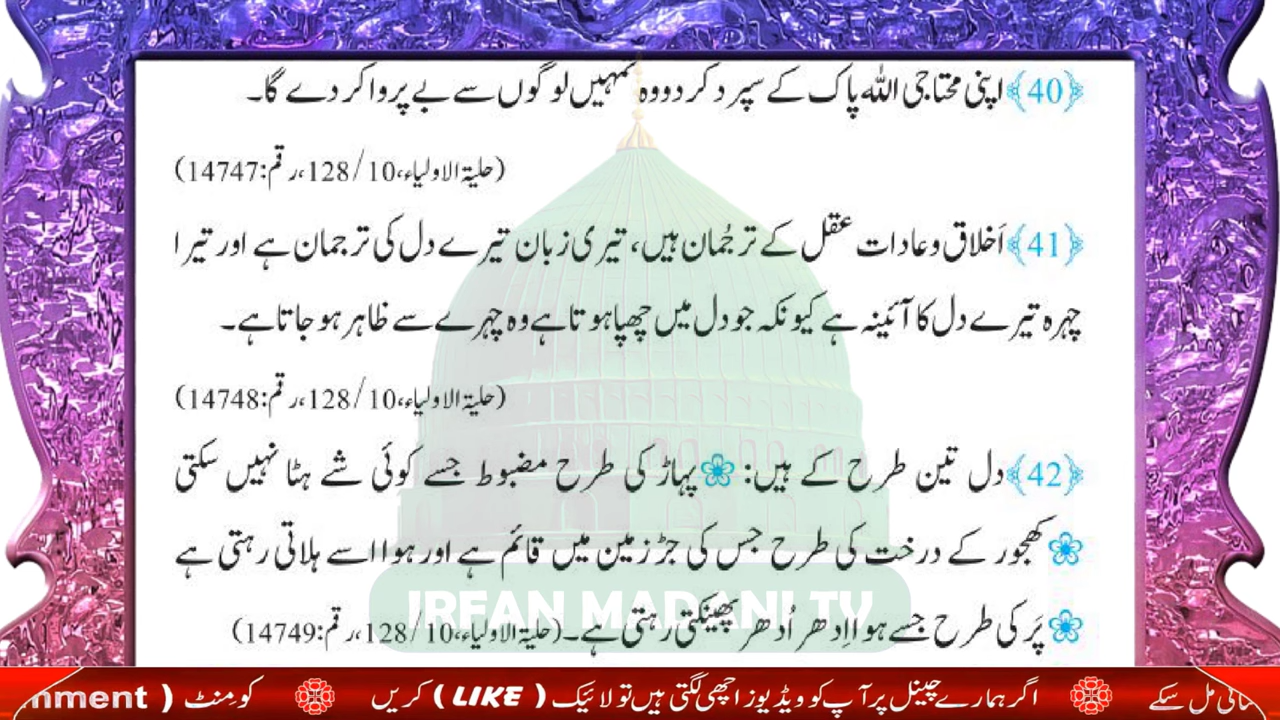 ﴿40﴾ اپنی محتاجی اللہ پاک کے سپرد کر دو وہ تمہیں لوگوں سے بے پروا کر دے گا۔
(حلیۃ الاولیاء،10/128،رقم:14747)
﴿41﴾ اَخلاق و عادات عقل کے ترجُمان ہیں، تیری زبان تیرے دل کی ترجمان ہے اور تیرا
چہرہ تیرے دل کا آئینہ ہے کیونکہ جو دل میں چھپا ہوتا ہے وہ چہرے سے ظاہر ہو جاتا ہے۔
(حلیۃ الاولیاء،10/128،رقم:14748)
﴿42﴾ دل تین طرح کے ہیں: پہاڑ کی طرح مضبوط جسے کوئی شے ہٹا نہیں سکتی
کھجور کے درخت کی طرح جس کی جڑ زمین میں قائم ہے اور ہوا اسے ہلاتی رہتی ہے
پَر کی طرح جسے ہوا اِدھر اُدھر پھینکتی رہتی ہے۔(حلیۃ الاولیاء،،10/128،رقم:14749)
IRFAN MADANI TV
مل سکے اگر ہمارے چینل پر آپ کو ویڈیوز اچھی لگتی ہیں تو لائیک ( LIKE ) کریں کومنٹ ( mment